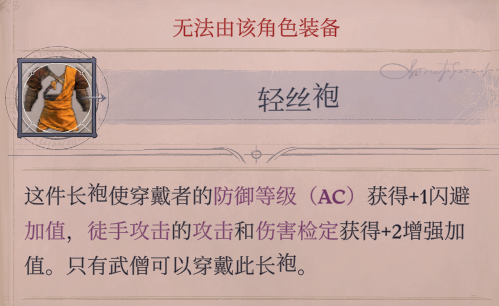 无法由该角色装备
轻丝袍
这件长袍使穿戴者的防御等级（AC）获得+1闪避
加值，徒手攻击的攻击和伤害检定获得+2增强加
值。只有武僧可以穿戴此长袍。